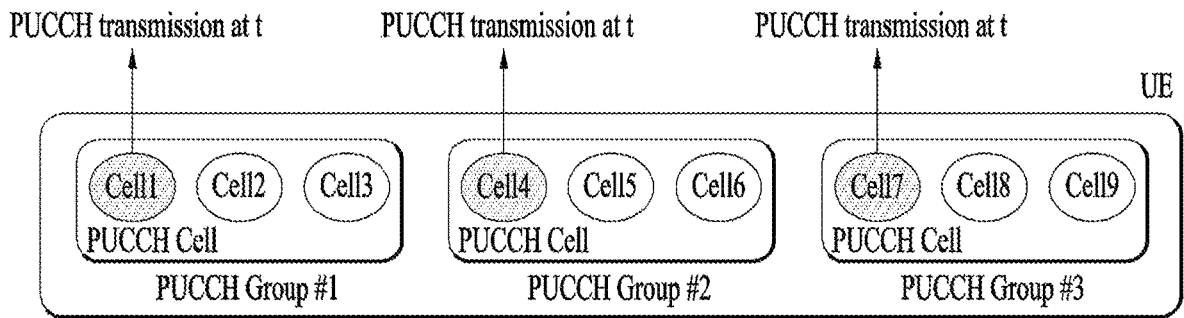 PUCCH transmission at t PUCCH transmission at t PUCCH transmission at t
UE
Cell1 Cell2 Cell3 Cell4 Cell5 Cell6 Cell7 Cell8 Cell9
PUCCH Cell PUCCH Cell PUCCH Cell
PUCCH Group #1 PUCCH Group #2 PUCCH Group #3